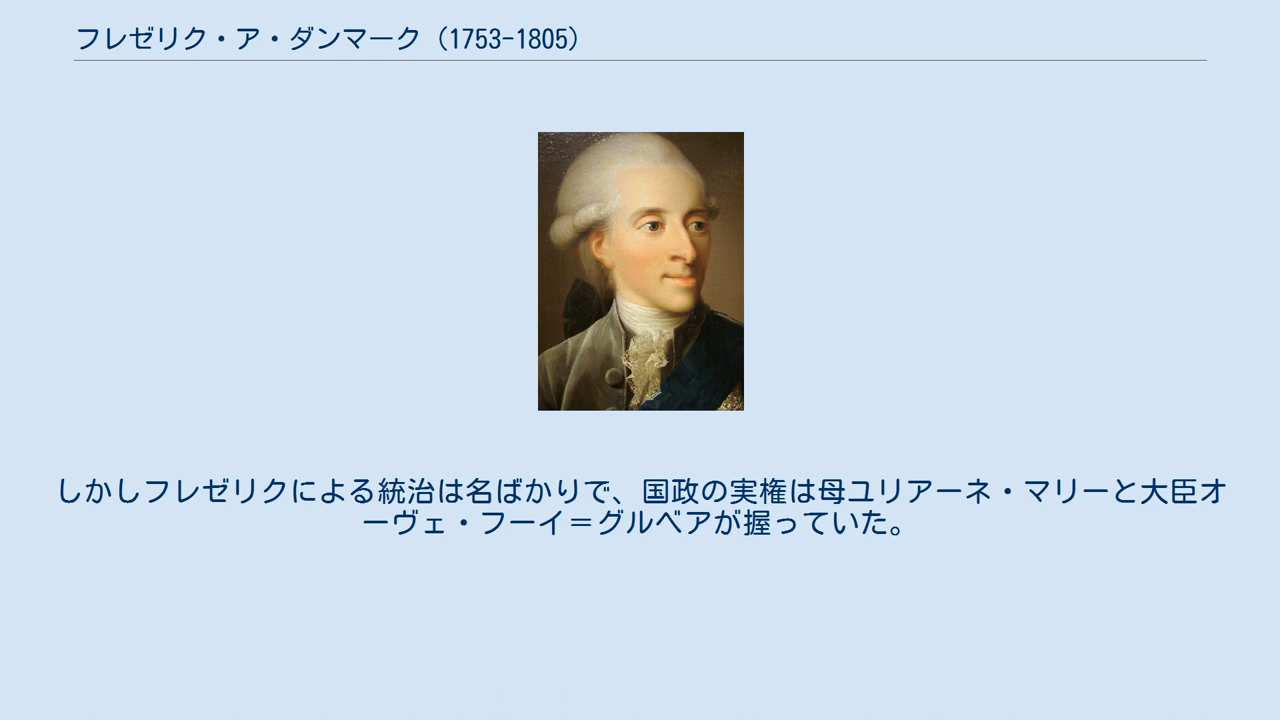 フレゼリク・ア・ダンマーク（1753-1805）
しかしフレゼリクによる統治は名ばかりで、国政の実権は母ユリアーネ・マリーと大臣オ
ーヴェ・フーイ＝グルベアが握っていた。